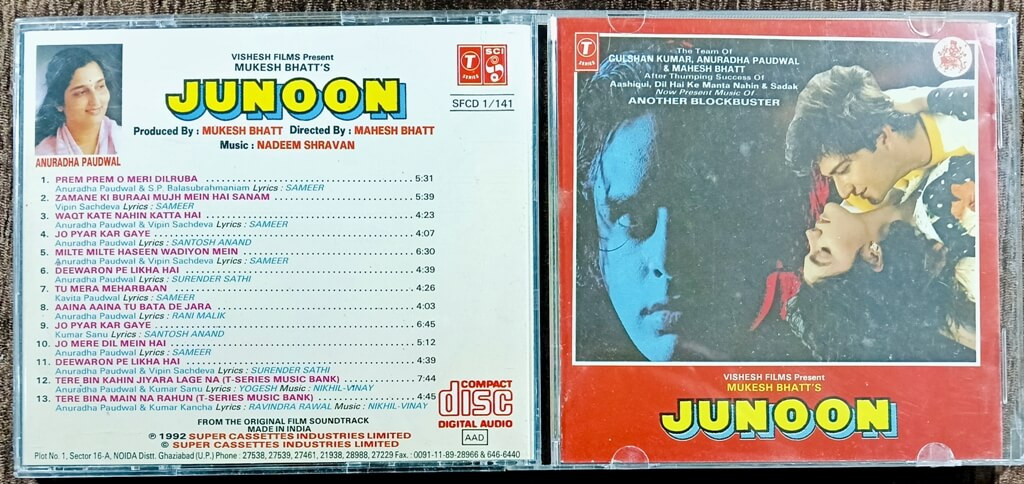 VISHESH FILMS Present
MUKESH BHATT'S
JUNOON
T
SERIES
SCI
SFCD 1/141
Produced By : MUKESH BHATT Directed By : MAHESH BHATT
Music : NADEEM SHRAVAN
ANURADHA PAUDWAL
1. PREM PREM O MERI DILRUBA 5:31
Anuradha Paudwal & S.P. Balasubrahmaniam Lyrics : SAMEER
2. ZAMANE KI BURAAI MUJH MEIN HAI SANAM 5:39
Vipin Sachdeva Lyrics : SAMEER
3. WAQT KATE NAHIN KATTA HAI 4:23
Anuradha Paudwal & Vipin Sachdeva Lyrics : SAMEER
4. JO PYAR KAR GAYE 4:07
Anuradha Paudwal Lyrics : SANTOSH ANAND
5. MILTE MILTE HASEEN WADIYON MEIN 6:30
Anuradha Paudwal & Vipin Sachdeva Lyrics : SAMEER
6. DEEWARON PE LIKHA HAI 4:39
Anuradha Paudwal Lyrics : SURENDER SATHI
7. TU MERA MEHARBAAN 4:26
Kavita Paudwal Lyrics : SAMEER
8. AAINA AAINA TU BATA DE JARA 4:03
Anuradha Paudwal Lyrics : RANI MALIK
9. JO PYAR KAR GAYE 6:45
Kumar Sanu Lyrics : SANTOSH ANAND
10. JO MERE DIL MEIN HAI 5:12
Anuradha Paudwal Lyrics : SAMEER
11. DEEWARON PE LIKHA HAI 4:39
Anuradha Paudwal & Vipin Sachdeva Lyrics : SURENDER SATHI
12. TERE BIN KAHIN JIYARA LAGE NA (T-SERIES MUSIC BANK) 7:44
Anuradha Paudwal & Kumar Sanu Lyrics : YOGESH Music : NIKHIL-VINAY
13. TERE BINA MAIN NA RAHUN (T-SERIES MUSIC BANK) 4:45
Anuradha Paudwal & Kumar Kancha Lyrics : RAVINDRA RAWAL Music : NIKHIL-VINAY
COMPACT
disc
DIGITAL AUDIO
AAD
FROM THE ORIGINAL FILM SOUNDTRACK
MADE IN INDIA
℗ 1992 SUPER CASSETTES INDUSTRIES LIMITED
© SUPER CASSETTES INDUSTRIES LIMITED
Plot No. 1, Sector 16-A, NOIDA Distt. Ghaziabad (U.P.) Phone : 27538, 27539, 27461, 21938, 28988, 27229 Fax. : 0091-11-89-28966 & 646-6440
T
SERIES
The Team Of
GULSHAN KUMAR, ANURADHA PAUDWAL
& MAHESH BHATT
After Thumping Success Of
Aashiqui, Dil Hai Ke Manta Nahin & Sadak
Now Present Music Of
ANOTHER BLOCKBUSTER
VISHESH FILMS Present
MUKESH BHATT'S
JUNOON